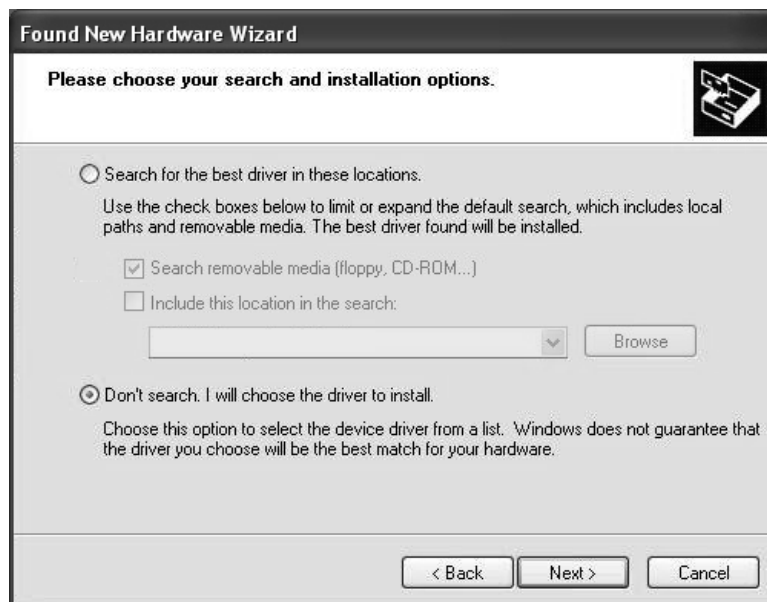 Found New Hardware Wizard
Please choose your search and installation options.
Search for the best driver in these locations.
Use the check boxes below to limit or expand the default search, which includes local
paths and removable media. The best driver found will be installed.
Search removable media (floppy, CD-ROM...)
Include this location in the search:
Browse
Don't search. I will choose the driver to install.
Choose this option to select the device driver from a list. Windows does not guarantee that
the driver you choose will be the best match for your hardware.
< Back Next > Cancel